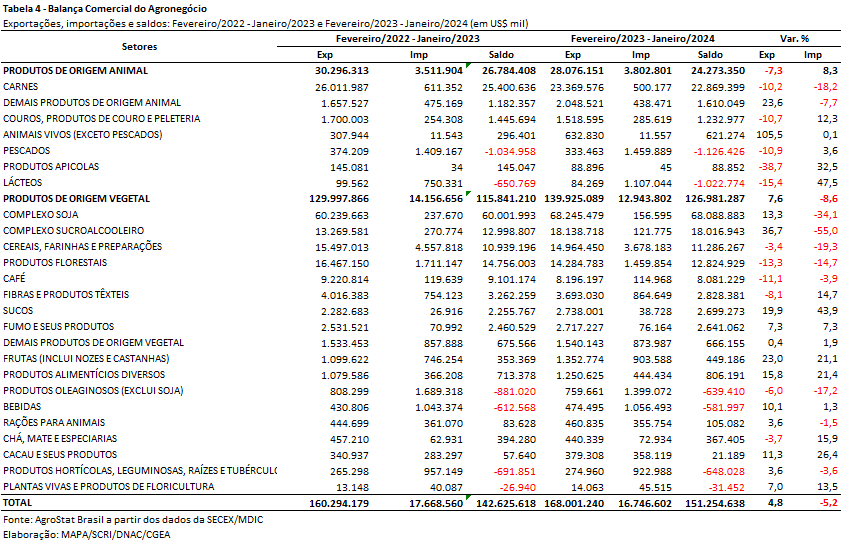 Tabela 4 - Balança Comercial do Agronegócio
Exportações, importações e saldos: Fevereiro/2022 - Janeiro/2023 e Fevereiro/2023 - Janeiro/2024 (em US$ mil)
Setores Fevereiro/2022 - Janeiro/2023 Fevereiro/2023 - Janeiro/2024 Var. %
Exp Imp Saldo Exp Imp Saldo Exp Imp
PRODUTOS DE ORIGEM ANIMAL 30.296.313 3.511.904 26.784.408 28.076.151 3.802.801 24.273.350 -7,3 8,3
CARNES 26.011.987 611.352 25.400.636 23.369.576 500.177 22.869.399 -10,2 -18,2
DEMAIS PRODUTOS DE ORIGEM ANIMAL 1.657.527 475.169 1.182.357 2.048.521 438.471 1.610.049 23,6 -7,7
COUROS, PRODUTOS DE COURO E PELETERIA 1.700.003 254.308 1.445.694 1.518.595 285.619 1.232.977 -10,7 12,3
ANIMAIS VIVOS (EXCETO PESCADOS) 307.944 11.543 296.401 632.830 11.557 621.274 105,5 0,1
PESCADOS 374.209 1.409.167 -1.034.958 333.463 1.459.889 -1.126.426 -10,9 3,6
PRODUTOS APICOLAS 145.081 34 145.047 88.896 45 88.852 -38,7 32,5
LÁCTEOS 99.562 750.331 -650.769 84.269 1.107.044 -1.022.774 -15,4 47,5
PRODUTOS DE ORIGEM VEGETAL 129.997.866 14.156.656 115.841.210 139.925.089 12.943.802 126.981.287 7,6 -8,6
COMPLEXO SOJA 60.239.663 237.670 60.001.993 68.245.479 156.595 68.088.883 13,3 -34,1
COMPLEXO SUCROALCOOLEIRO 13.269.581 270.774 12.998.807 18.138.718 121.775 18.016.943 36,7 -55,0
CEREAIS, FARINHAS E PREPARAÇÕES 15.497.013 4.557.818 10.939.196 14.964.450 3.678.183 11.286.267 -3,4 -19,3
PRODUTOS FLORESTAIS 16.467.150 1.711.147 14.756.003 14.284.783 1.459.854 12.824.929 -13,3 -14,7
CAFÉ 9.220.814 119.639 9.101.174 8.196.197 114.968 8.081.229 -11,1 -3,9
FIBRAS E PRODUTOS TÊXTEIS 4.016.383 754.123 3.262.259 3.693.030 864.649 2.828.381 -8,1 14,7
SUCOS 2.282.683 26.916 2.255.767 2.738.001 38.728 2.699.273 19,9 43,9
FUMO E SEUS PRODUTOS 2.531.521 70.992 2.460.529 2.717.227 76.164 2.641.062 7,3 7,3
DEMAIS PRODUTOS DE ORIGEM VEGETAL 1.533.453 857.888 675.566 1.540.143 873.987 666.155 0,4 1,9
FRUTAS (INCLUI NOZES E CASTANHAS) 1.099.622 746.254 353.369 1.352.774 903.588 449.186 23,0 21,1
PRODUTOS ALIMENTÍCIOS DIVERSOS 1.079.586 366.208 713.378 1.250.625 444.434 806.191 15,8 21,4
PRODUTOS OLEAGINOSOS (EXCLUI SOJA) 808.299 1.689.318 -881.020 759.661 1.399.072 -639.410 -6,0 -17,2
BEBIDAS 430.806 1.043.374 -612.568 474.495 1.056.493 -581.997 10,1 1,3
RAÇÕES PARA ANIMAIS 444.699 361.070 83.628 460.835 355.754 105.082 3,6 -1,5
CHÁ, MATE E ESPECIARIAS 457.210 62.931 394.280 440.339 72.934 367.405 -3,7 15,9
CACAU E SEUS PRODUTOS 340.937 283.297 57.640 379.308 358.119 21.189 11,3 26,4
PRODUTOS HORTÍCOLAS, LEGUMINOSAS, RAÍZES E TUBÉRCULO 265.298 957.149 -691.851 274.960 922.988 -648.028 3,6 -3,6
PLANTAS VIVAS E PRODUTOS DE FLORICULTURA 13.148 40.087 -26.940 14.063 45.515 -31.452 7,0 13,5
TOTAL 160.294.179 17.668.560 142.625.618 168.001.240 16.746.602 151.254.638 4,8 -5,2
Fonte: AgroStat Brasil a partir dos dados da SECEX/MDIC
Elaboração: MAPA/SCRI/DNAC/CGEA